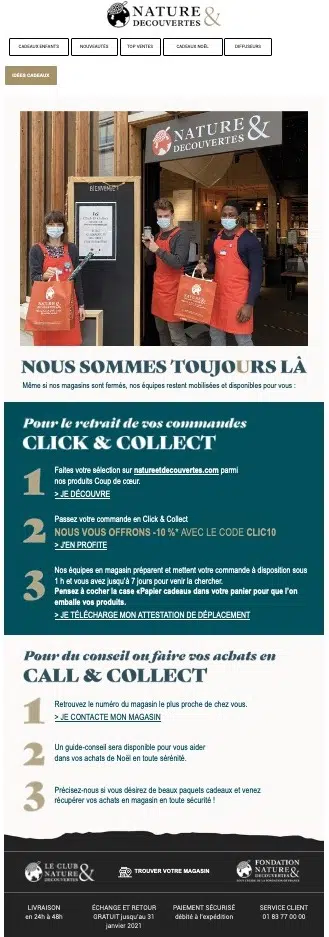 NATURE &
DECOUVERTES
CADEAUX ENFANTS
NOUVEAUTÉS
TOP VENTES
CADEAUX NOËL
DIFFUSEURS
IDÉES CADEAUX
NATURE &
DECOUVERTES
BIENVENUE !
NATURE &
DECOUVERTES
NOUS SOMMES TOUJOURS LÀ
Même si nos magasins sont fermés, nos équipes restent mobilisées et disponibles pour vous :
Pour le retrait de vos commandes
CLICK & COLLECT
1
Faites votre sélection sur natureetdecouvertes.com parmi
nos produits Coup de cœur.
> JE DÉCOUVRE
2
Passez votre commande en Click & Collect
NOUS VOUS OFFRONS -10 %* AVEC LE CODE CLIC10
> J'EN PROFITE
3
Nos équipes en magasin préparent et mettent votre commande à disposition sous
1 h et vous avez jusqu'à 7 jours pour venir la chercher.
Pensez à cocher la case «Papier cadeau» dans votre panier pour que l'on
emballe vos produits.
> JE TÉLÉCHARGE MON ATTESTATION DE DÉPLACEMENT
Pour du conseil ou faire vos achats en
CALL & COLLECT
1
Retrouvez le numéro du magasin le plus proche de chez vous.
> JE CONTACTE MON MAGASIN
2
Un guide-conseil sera disponible pour vous aider
dans vos achats de Noël en toute sérénité.
3
Précisez-nous si vous désirez de beaux paquets cadeaux et venez
récupérer vos achats en magasin en toute sécurité !
LE CLUB
NATURE &
DECOUVERTES
TROUVER VOTRE MAGASIN
FONDATION
NATURE &
DECOUVERTES
LIVRAISON
en 24h à 48h
ÉCHANGE ET RETOUR
GRATUIT jusqu'au 31
janvier 2021
PAIEMENT SÉCURISÉ
débité à l'expédition
SERVICE CLIENT
01 83 77 00 00